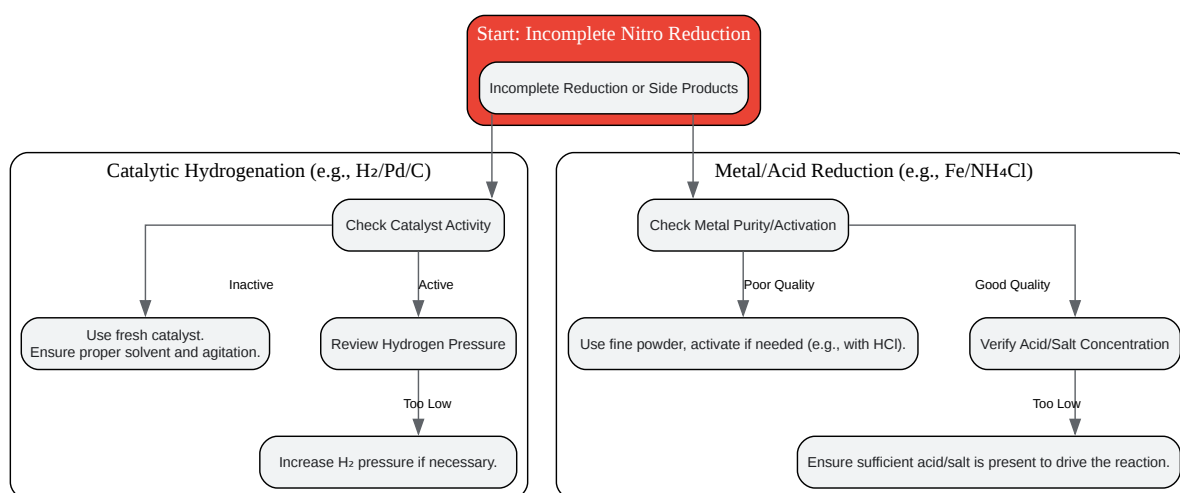 Start: Incomplete Nitro Reduction
Incomplete Reduction or Side Products
Catalytic Hydrogenation (e.g., H₂/Pd/C)
Check Catalyst Activity
Inactive
Active
Use fresh catalyst.
Ensure proper solvent and agitation.
Review Hydrogen Pressure
Too Low
Increase H₂ pressure if necessary.
Metal/Acid Reduction (e.g., Fe/NH₄Cl)
Check Metal Purity/Activation
Poor Quality
Good Quality
Use fine powder, activate if needed (e.g., with HCl).
Verify Acid/Salt Concentration
Too Low
Ensure sufficient acid/salt is present to drive the reaction.